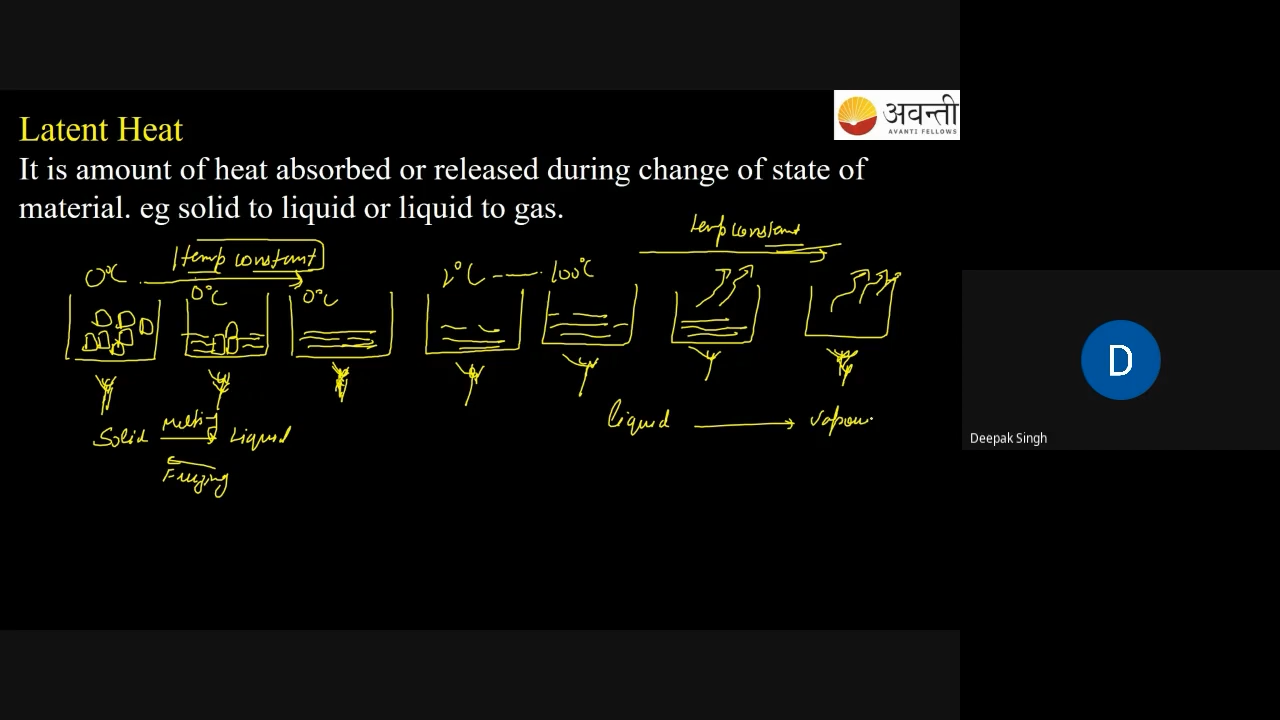 अवन्ती
AVANTI FELLOWS
Latent Heat
It is amount of heat absorbed or released during change of state of
material. eg solid to liquid or liquid to gas.
temp constant
temp constant
0°C
0°C
0°C
1°C
100°C
Solid
Liquid
Freezing
liquid
vapour
D
Deepak Singh